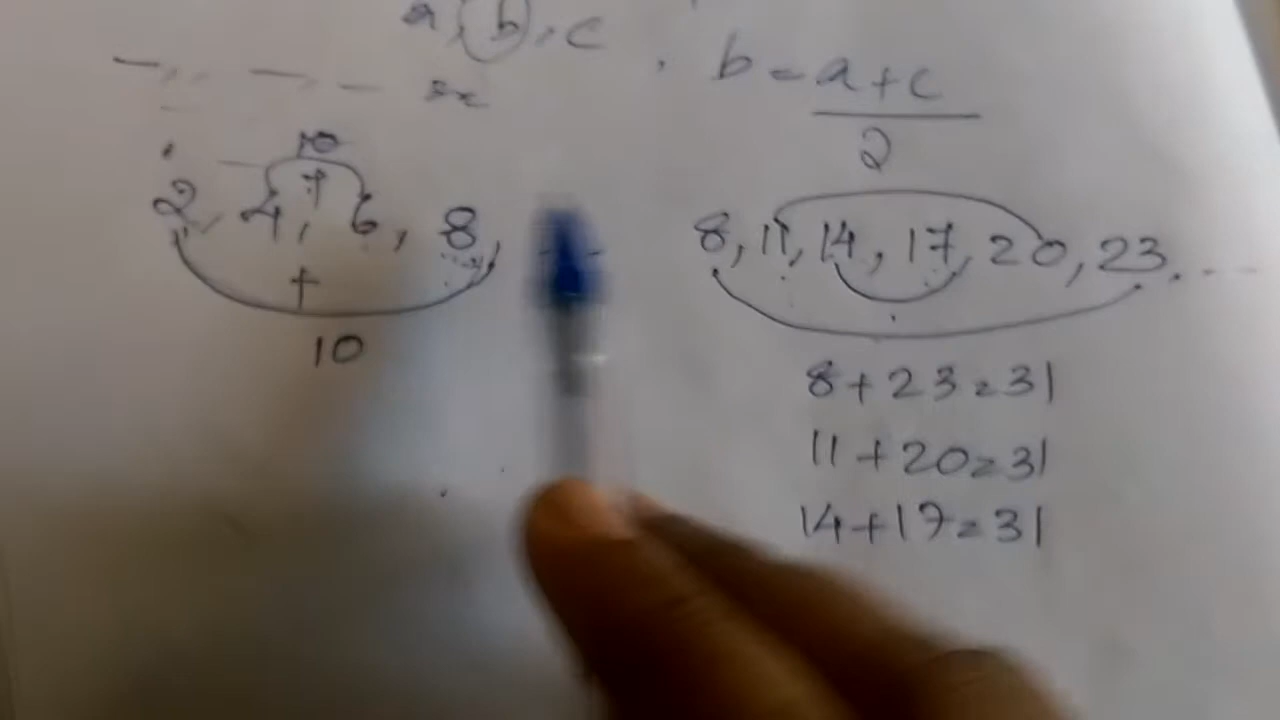 a, b, c
b = a+c
2
10
+
2, 4, 6, 8,
+
10
8, 11, 14, 17, 20, 23, ...
8+23=31
11+20=31
14+17=31